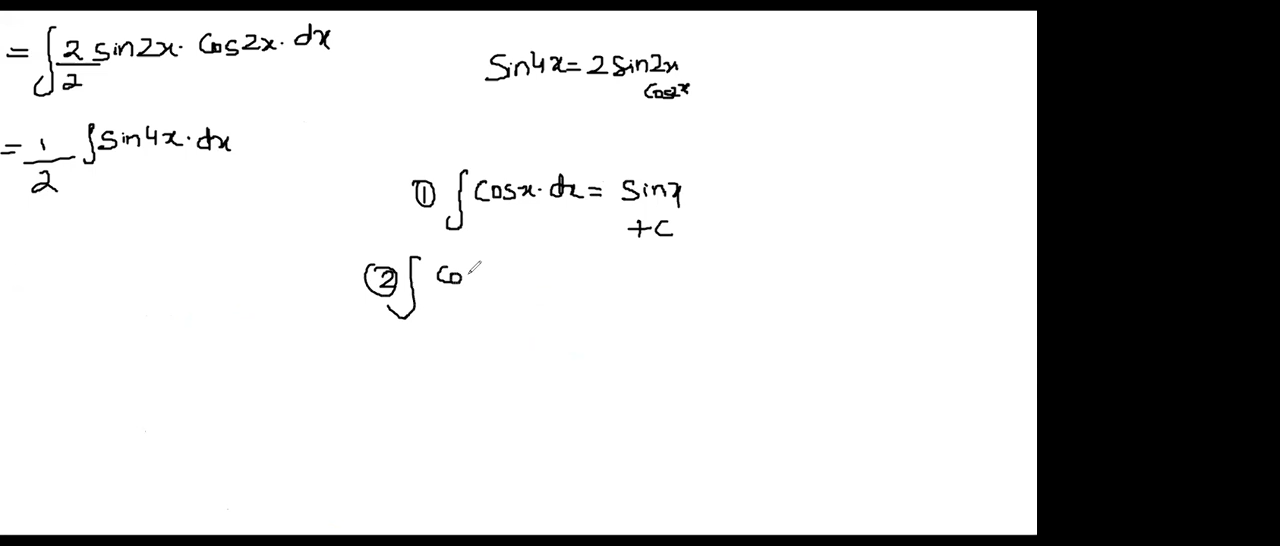 = ∫ 2/2 sin2x · cos2x · dx
sin4x = 2 sin2x
cos2x
= 1/2 ∫ sin4x · dx
① ∫ cosx · dx = sinx
+ c
② ∫ co